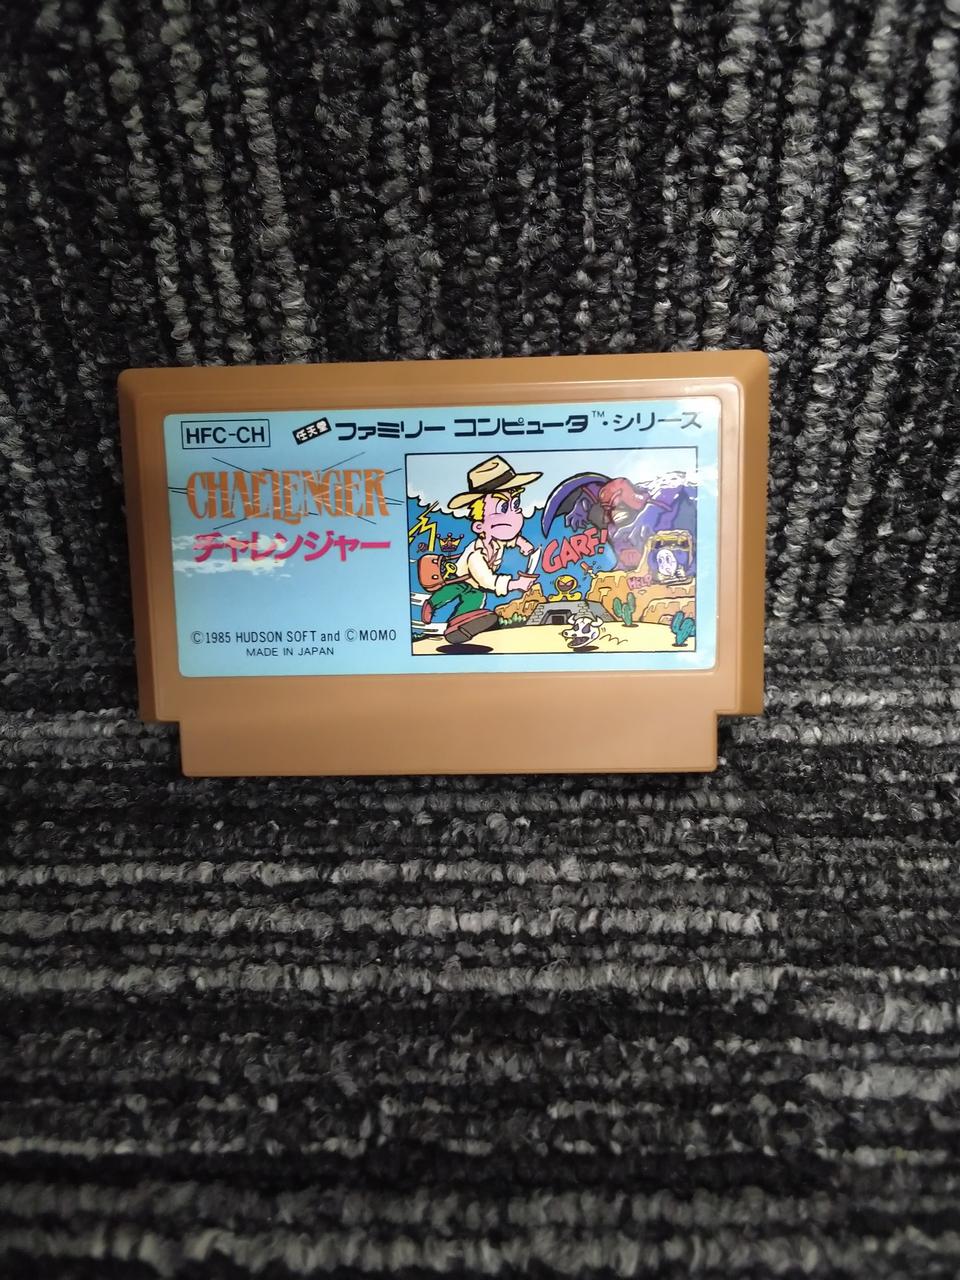 HFC-CH
任天堂 ファミリー コンピュータ™・シリーズ
CHALLENGER
チャレンジャー
GARF!
HELP
©1985 HUDSON SOFT and ©MOMO
MADE IN JAPAN